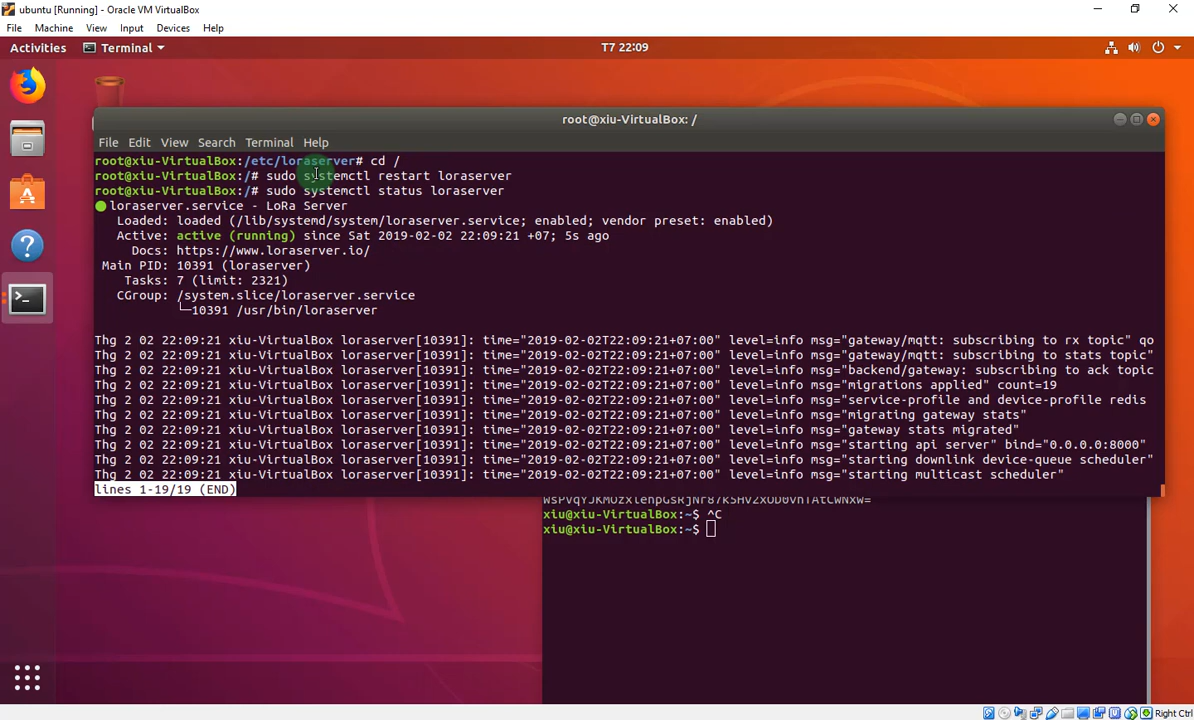 ubuntu [Running] - Oracle VM VirtualBox
File Machine View Input Devices Help
Activities Terminal T7 22:09
root@xiu-VirtualBox: /
File Edit View Search Terminal Help
root@xiu-VirtualBox:/etc/loraserver# cd /
root@xiu-VirtualBox:/# sudo systemctl restart loraserver
root@xiu-VirtualBox:/# sudo systemctl status loraserver
● loraserver.service - LoRa Server
Loaded: loaded (/lib/systemd/system/loraserver.service; enabled; vendor preset: enabled)
Active: active (running) since Sat 2019-02-02 22:09:21 +07; 5s ago
Docs: https://www.loraserver.io/
Main PID: 10391 (loraserver)
Tasks: 7 (limit: 2321)
CGroup: /system.slice/loraserver.service
└─10391 /usr/bin/loraserver
Thg 2 02 22:09:21 xiu-VirtualBox loraserver[10391]: time="2019-02-02T22:09:21+07:00" level=info msg="gateway/mqtt: subscribing to rx topic" qo
Thg 2 02 22:09:21 xiu-VirtualBox loraserver[10391]: time="2019-02-02T22:09:21+07:00" level=info msg="gateway/mqtt: subscribing to stats topic"
Thg 2 02 22:09:21 xiu-VirtualBox loraserver[10391]: time="2019-02-02T22:09:21+07:00" level=info msg="backend/gateway: subscribing to ack topic
Thg 2 02 22:09:21 xiu-VirtualBox loraserver[10391]: time="2019-02-02T22:09:21+07:00" level=info msg="migrations applied" count=19
Thg 2 02 22:09:21 xiu-VirtualBox loraserver[10391]: time="2019-02-02T22:09:21+07:00" level=info msg="service-profile and device-profile redis
Thg 2 02 22:09:21 xiu-VirtualBox loraserver[10391]: time="2019-02-02T22:09:21+07:00" level=info msg="migrating gateway stats"
Thg 2 02 22:09:21 xiu-VirtualBox loraserver[10391]: time="2019-02-02T22:09:21+07:00" level=info msg="gateway stats migrated"
Thg 2 02 22:09:21 xiu-VirtualBox loraserver[10391]: time="2019-02-02T22:09:21+07:00" level=info msg="starting api server" bind="0.0.0.0:8000"
Thg 2 02 22:09:21 xiu-VirtualBox loraserver[10391]: time="2019-02-02T22:09:21+07:00" level=info msg="starting downlink device-queue scheduler"
Thg 2 02 22:09:21 xiu-VirtualBox loraserver[10391]: time="2019-02-02T22:09:21+07:00" level=info msg="starting multicast scheduler"
lines 1-19/19 (END)
xiu@xiu-VirtualBox:~$ ^C
xiu@xiu-VirtualBox:~$
Right Ctrl